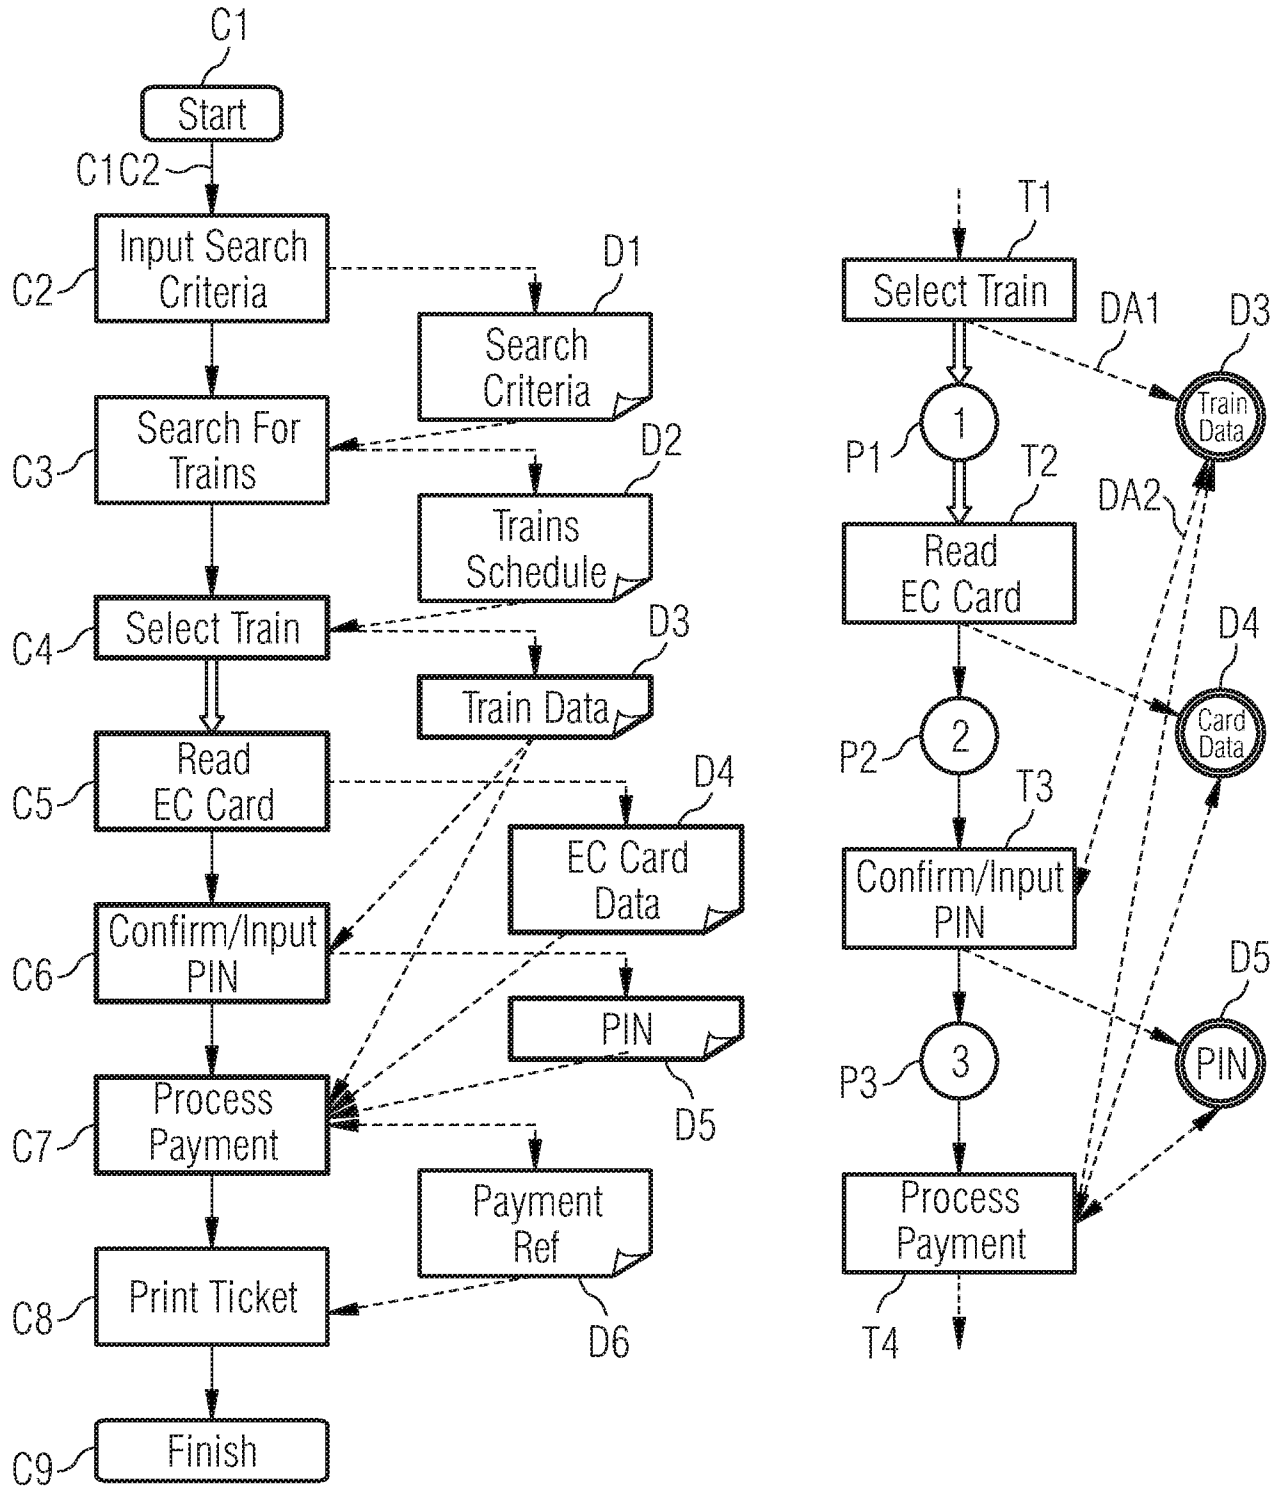 C1
Start
C1C2
Input Search
Criteria
C2
D1
Search
Criteria
Search For
Trains
C3
D2
Trains
Schedule
Select Train
C4
D3
Train Data
Read
EC Card
C5
D4
EC Card
Data
Confirm/Input
PIN
C6
PIN
D5
Process
Payment
C7
Payment
Ref
D6
Print Ticket
C8
Finish
C9
T1
Select Train
DA1
D3
Train
Data
1
P1
T2
DA2
Read
EC Card
D4
Card
Data
2
P2
T3
Confirm/Input
PIN
D5
PIN
3
P3
Process
Payment
T4